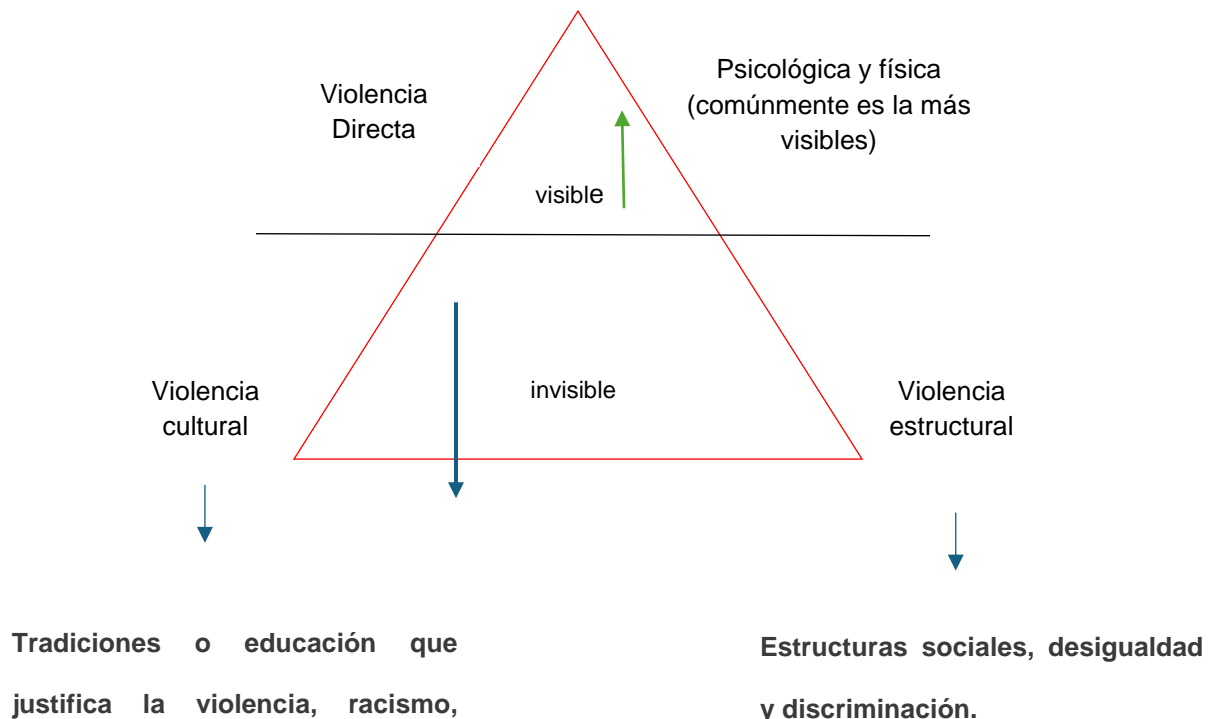 Violencia
Directa
Psicológica y física
(comúnmente es la más
visibles)
visible
invisible
Violencia
cultural
Violencia
estructural
Tradiciones o educación que
justifica la violencia, racismo,
Estructuras sociales, desigualdad
y discriminación.